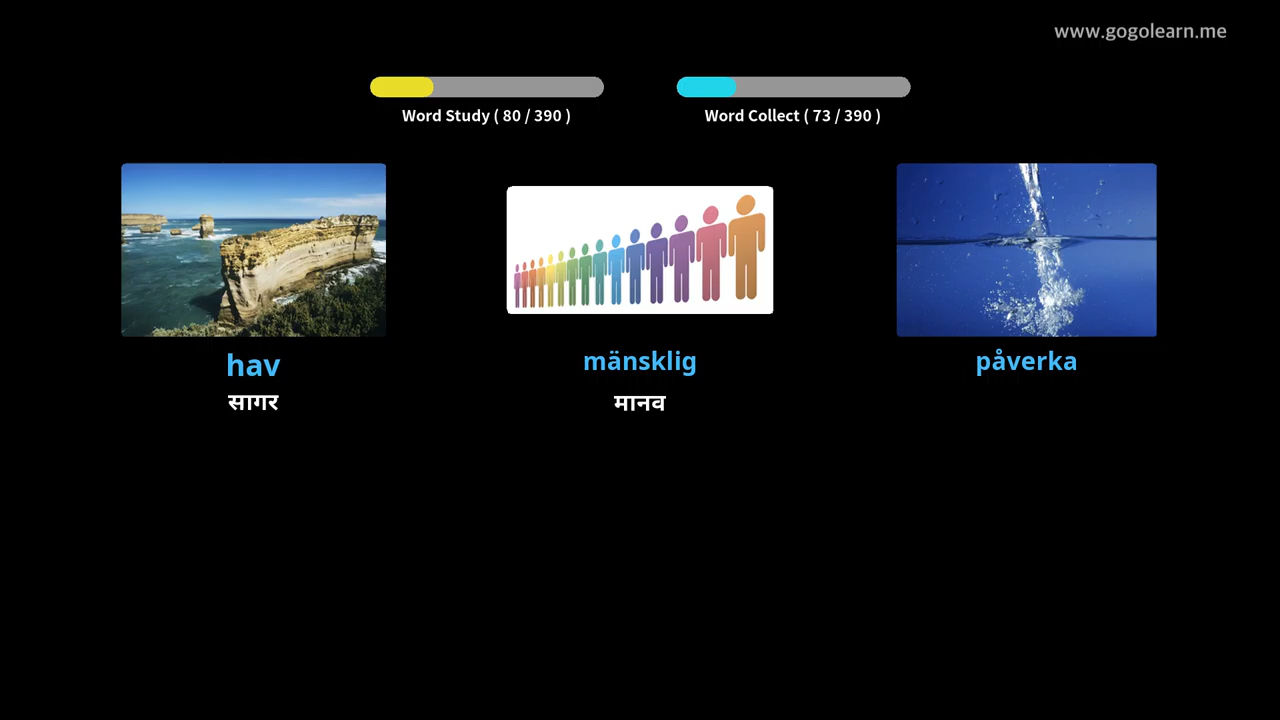 www.gogolearn.me
Word Study ( 80 / 390 )
Word Collect ( 73 / 390 )
hav
mänsklig
påverka
सागर
मानव